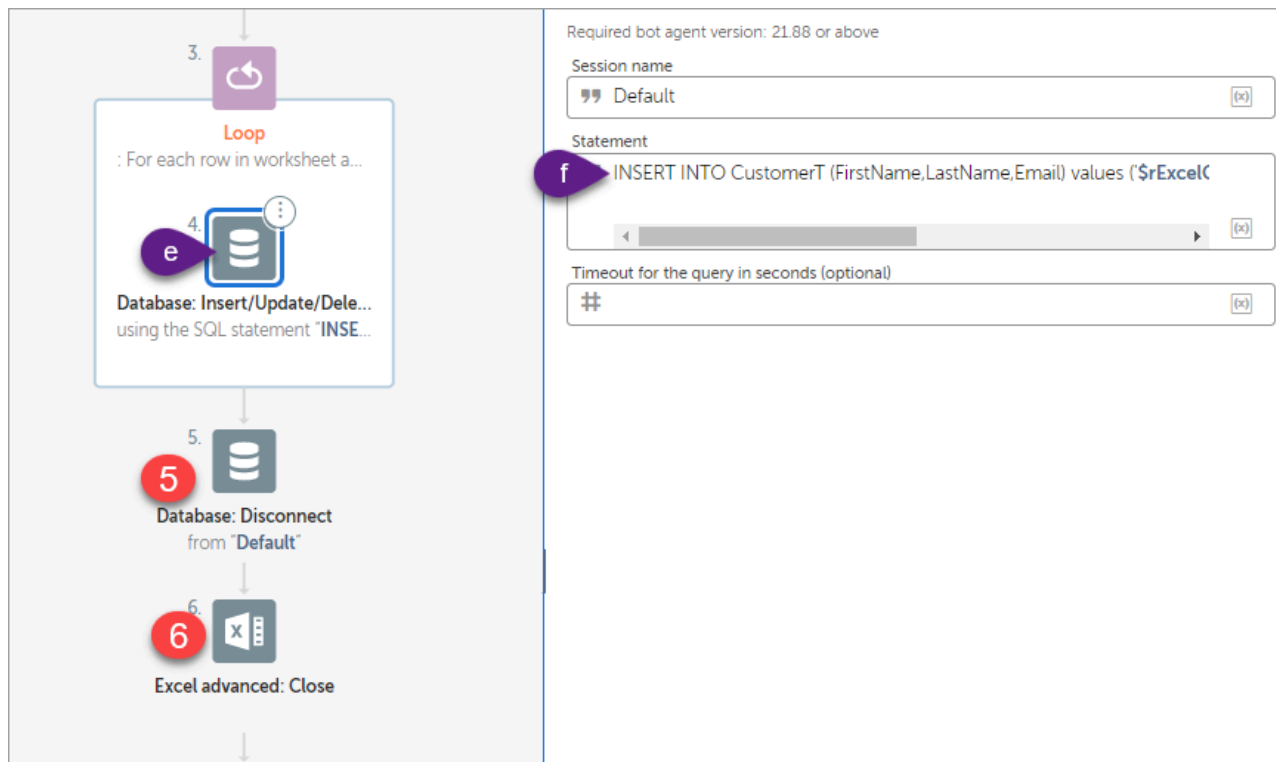 3.
Loop
: For each row in worksheet a...
4.
e
Database: Insert/Update/Dele...
using the SQL statement "INSE...
5.
5
Database: Disconnect
from "Default"
6.
6
Excel advanced: Close
Required bot agent version: 21.88 or above
Session name
Default
(x)
Statement
f
INSERT INTO CustomerT (FirstName,LastName,Email) values ('$rExcel
(x)
Timeout for the query in seconds (optional)
#
(x)